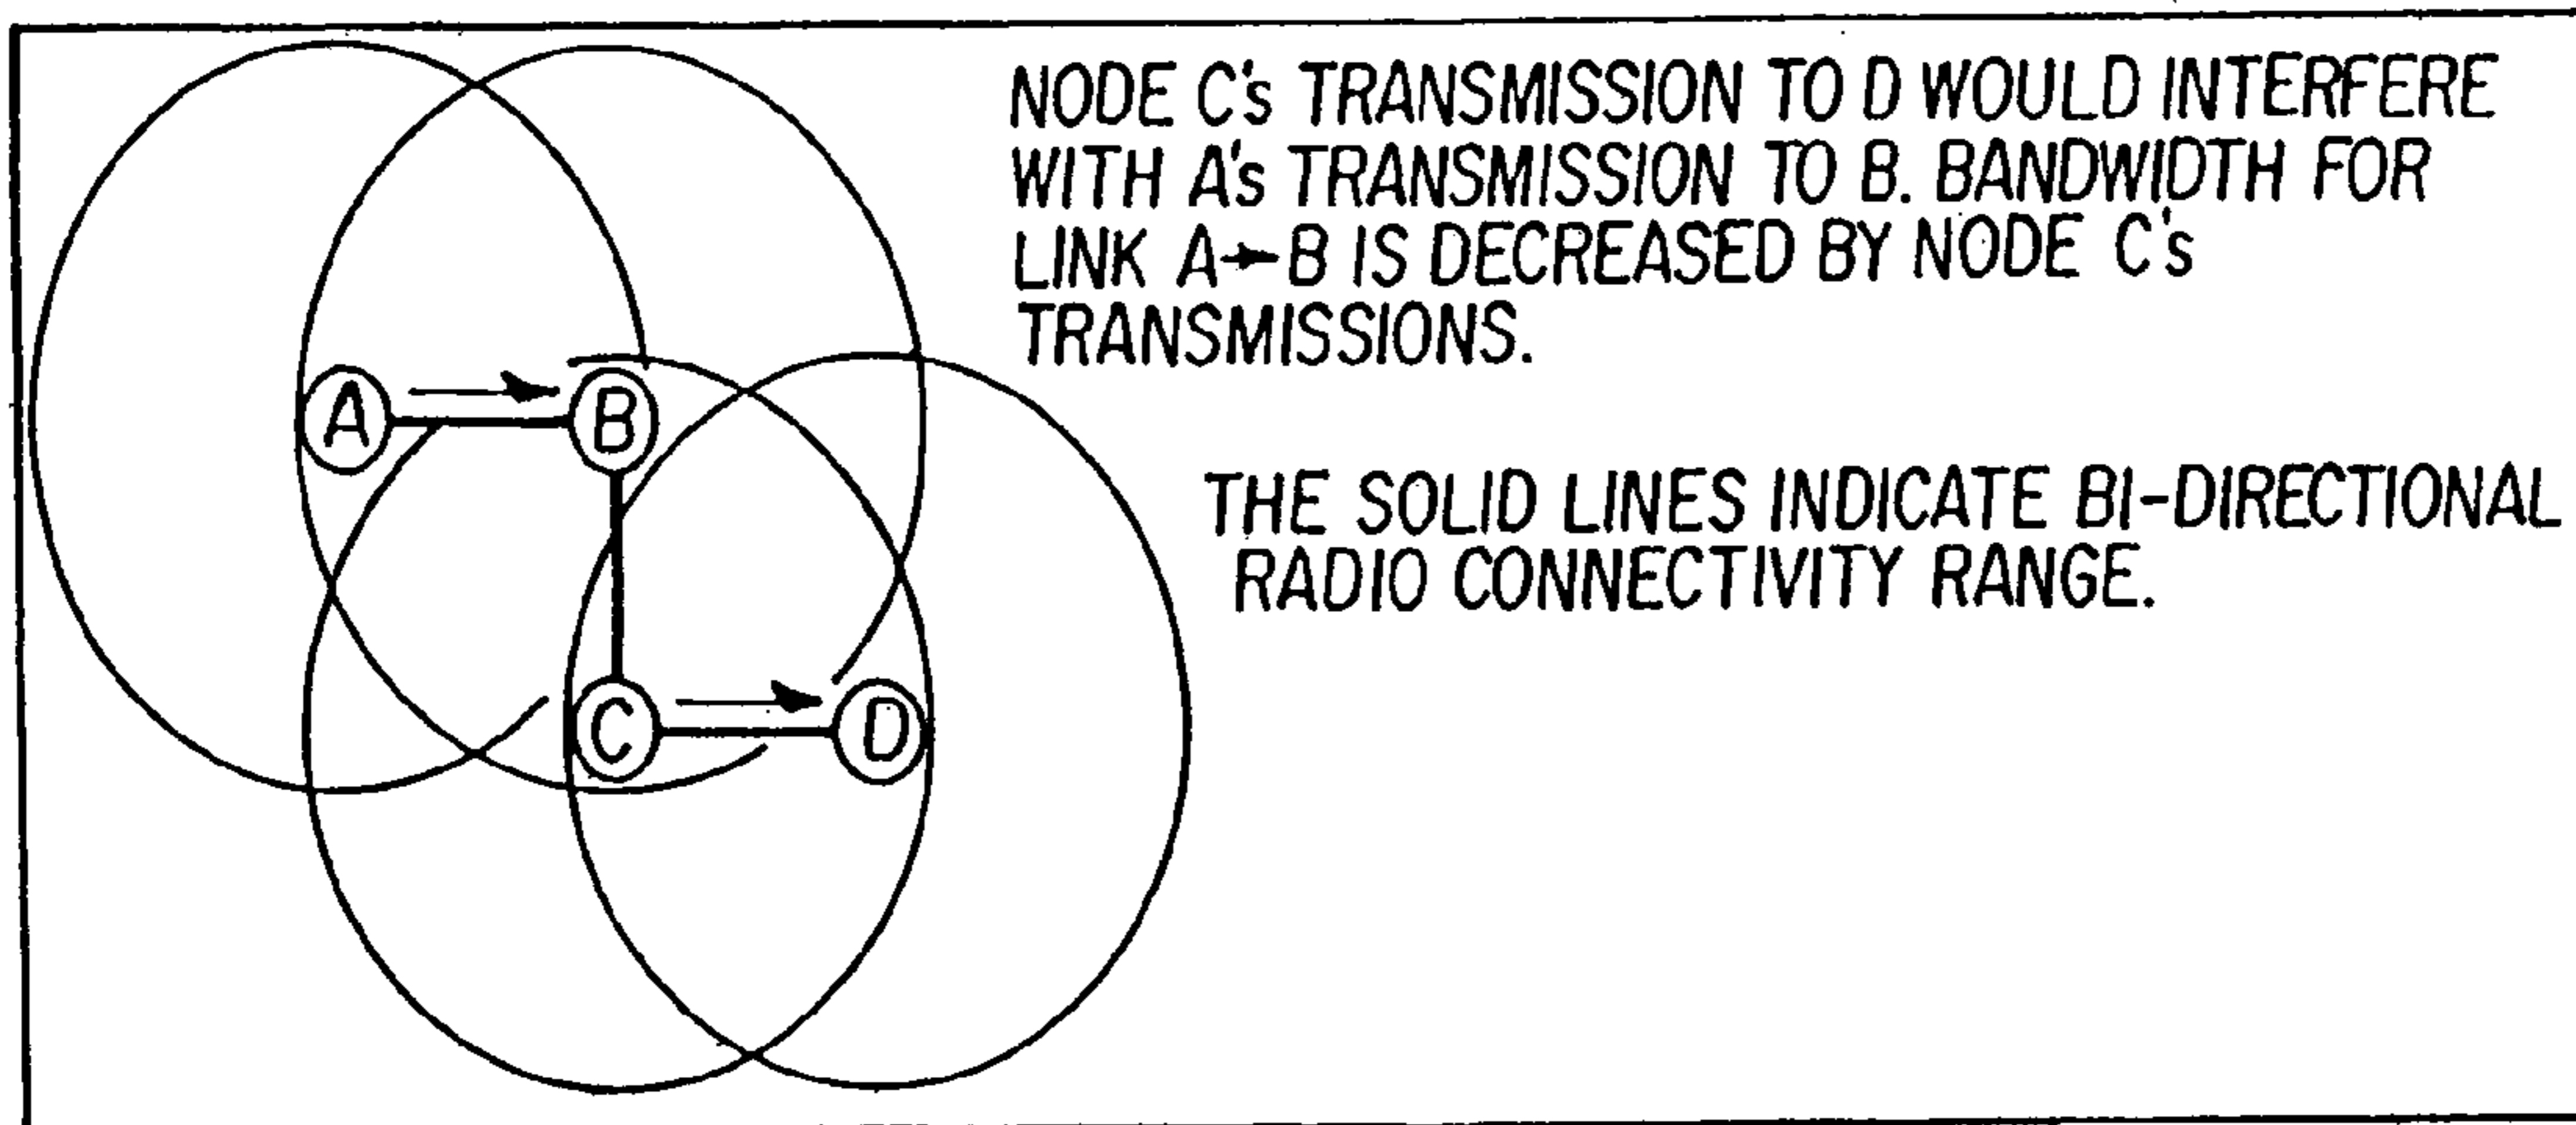 NODE C's TRANSMISSION TO D WOULD INTERFERE
WITH A's TRANSMISSION TO B. BANDWIDTH FOR
LINK A→B IS DECREASED BY NODE C's
TRANSMISSIONS.
A
B
THE SOLID LINES INDICATE BI-DIRECTIONAL
RADIO CONNECTIVITY RANGE.
C
D